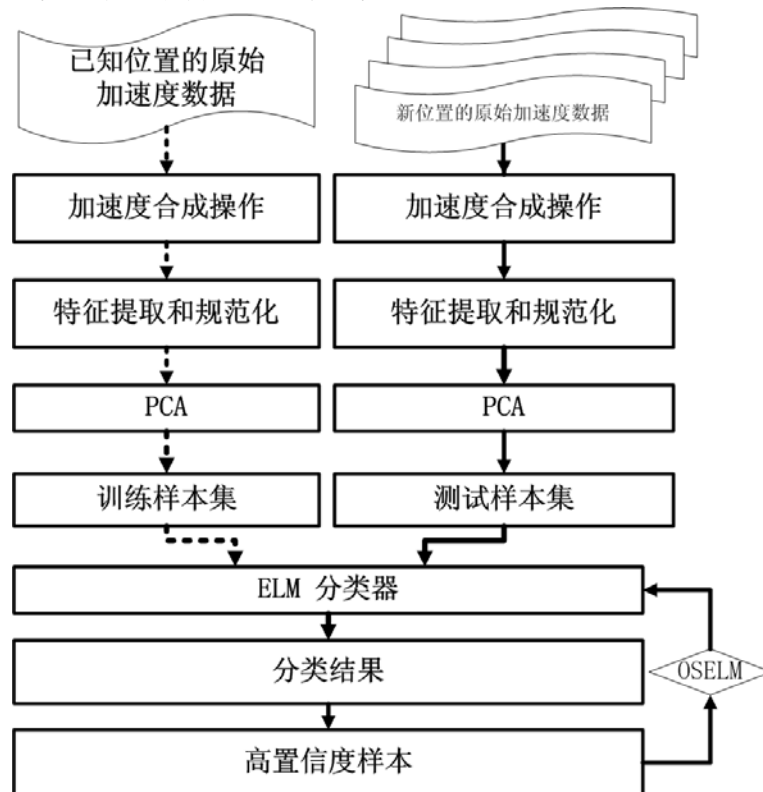 已知位置的原始
加速度数据
新位置的原始加速度数据
加速度合成操作
加速度合成操作
特征提取和规范化
特征提取和规范化
PCA
PCA
训练样本集
测试样本集
ELM 分类器
分类结果
OSELM
高置信度样本